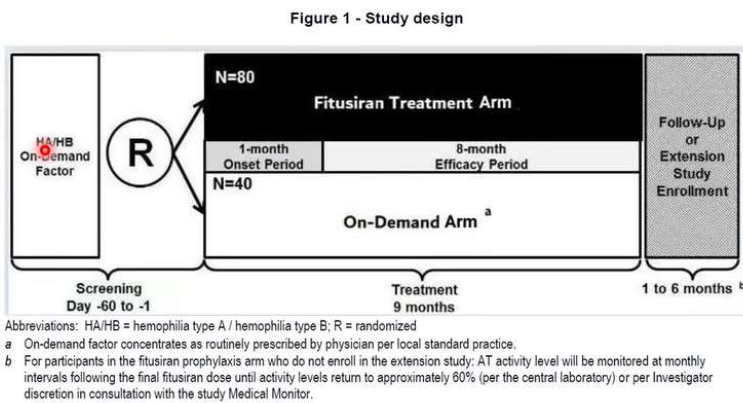 Figure 1 - Study design
N=80
Fitusiran Treatment Arm
HA/HB
On-Demand
Factor
R
1-month
Onset Period
8-month
Efficacy Period
N=40
On-Demand Arm a
Follow-Up
or
Extension
Study
Enrollment
Screening
Day -60 to -1
Treatment
9 months
1 to 6 months b
Abbreviations: HA/HB = hemophilia type A / hemophilia type B; R = randomized
a On-demand factor concentrates as routinely prescribed by physician per local standard practice.
b For participants in the fitusiran prophylaxis arm who do not enroll in the extension study: AT activity level will be monitored at monthly
intervals following the final fitusiran dose until activity levels return to approximately 60% (per the central laboratory) or per Investigator
discretion in consultation with the study Medical Monitor.